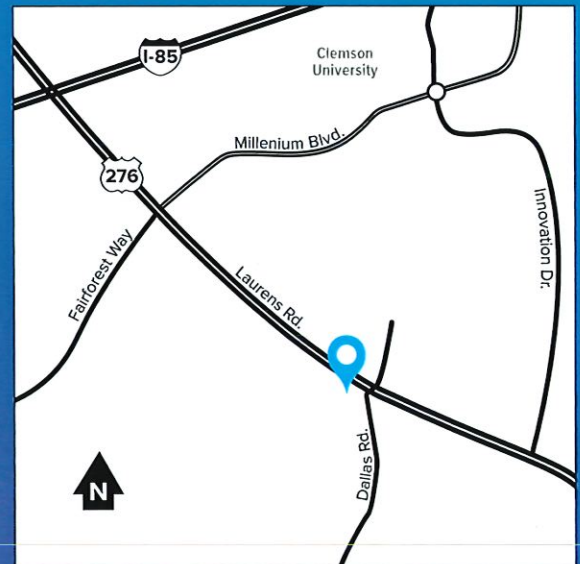 I-85
Clemson
University
Millenium Blvd.
276
Innovation Dr.
Fairforest Way
Laurens Rd.
Dallas Rd.
N